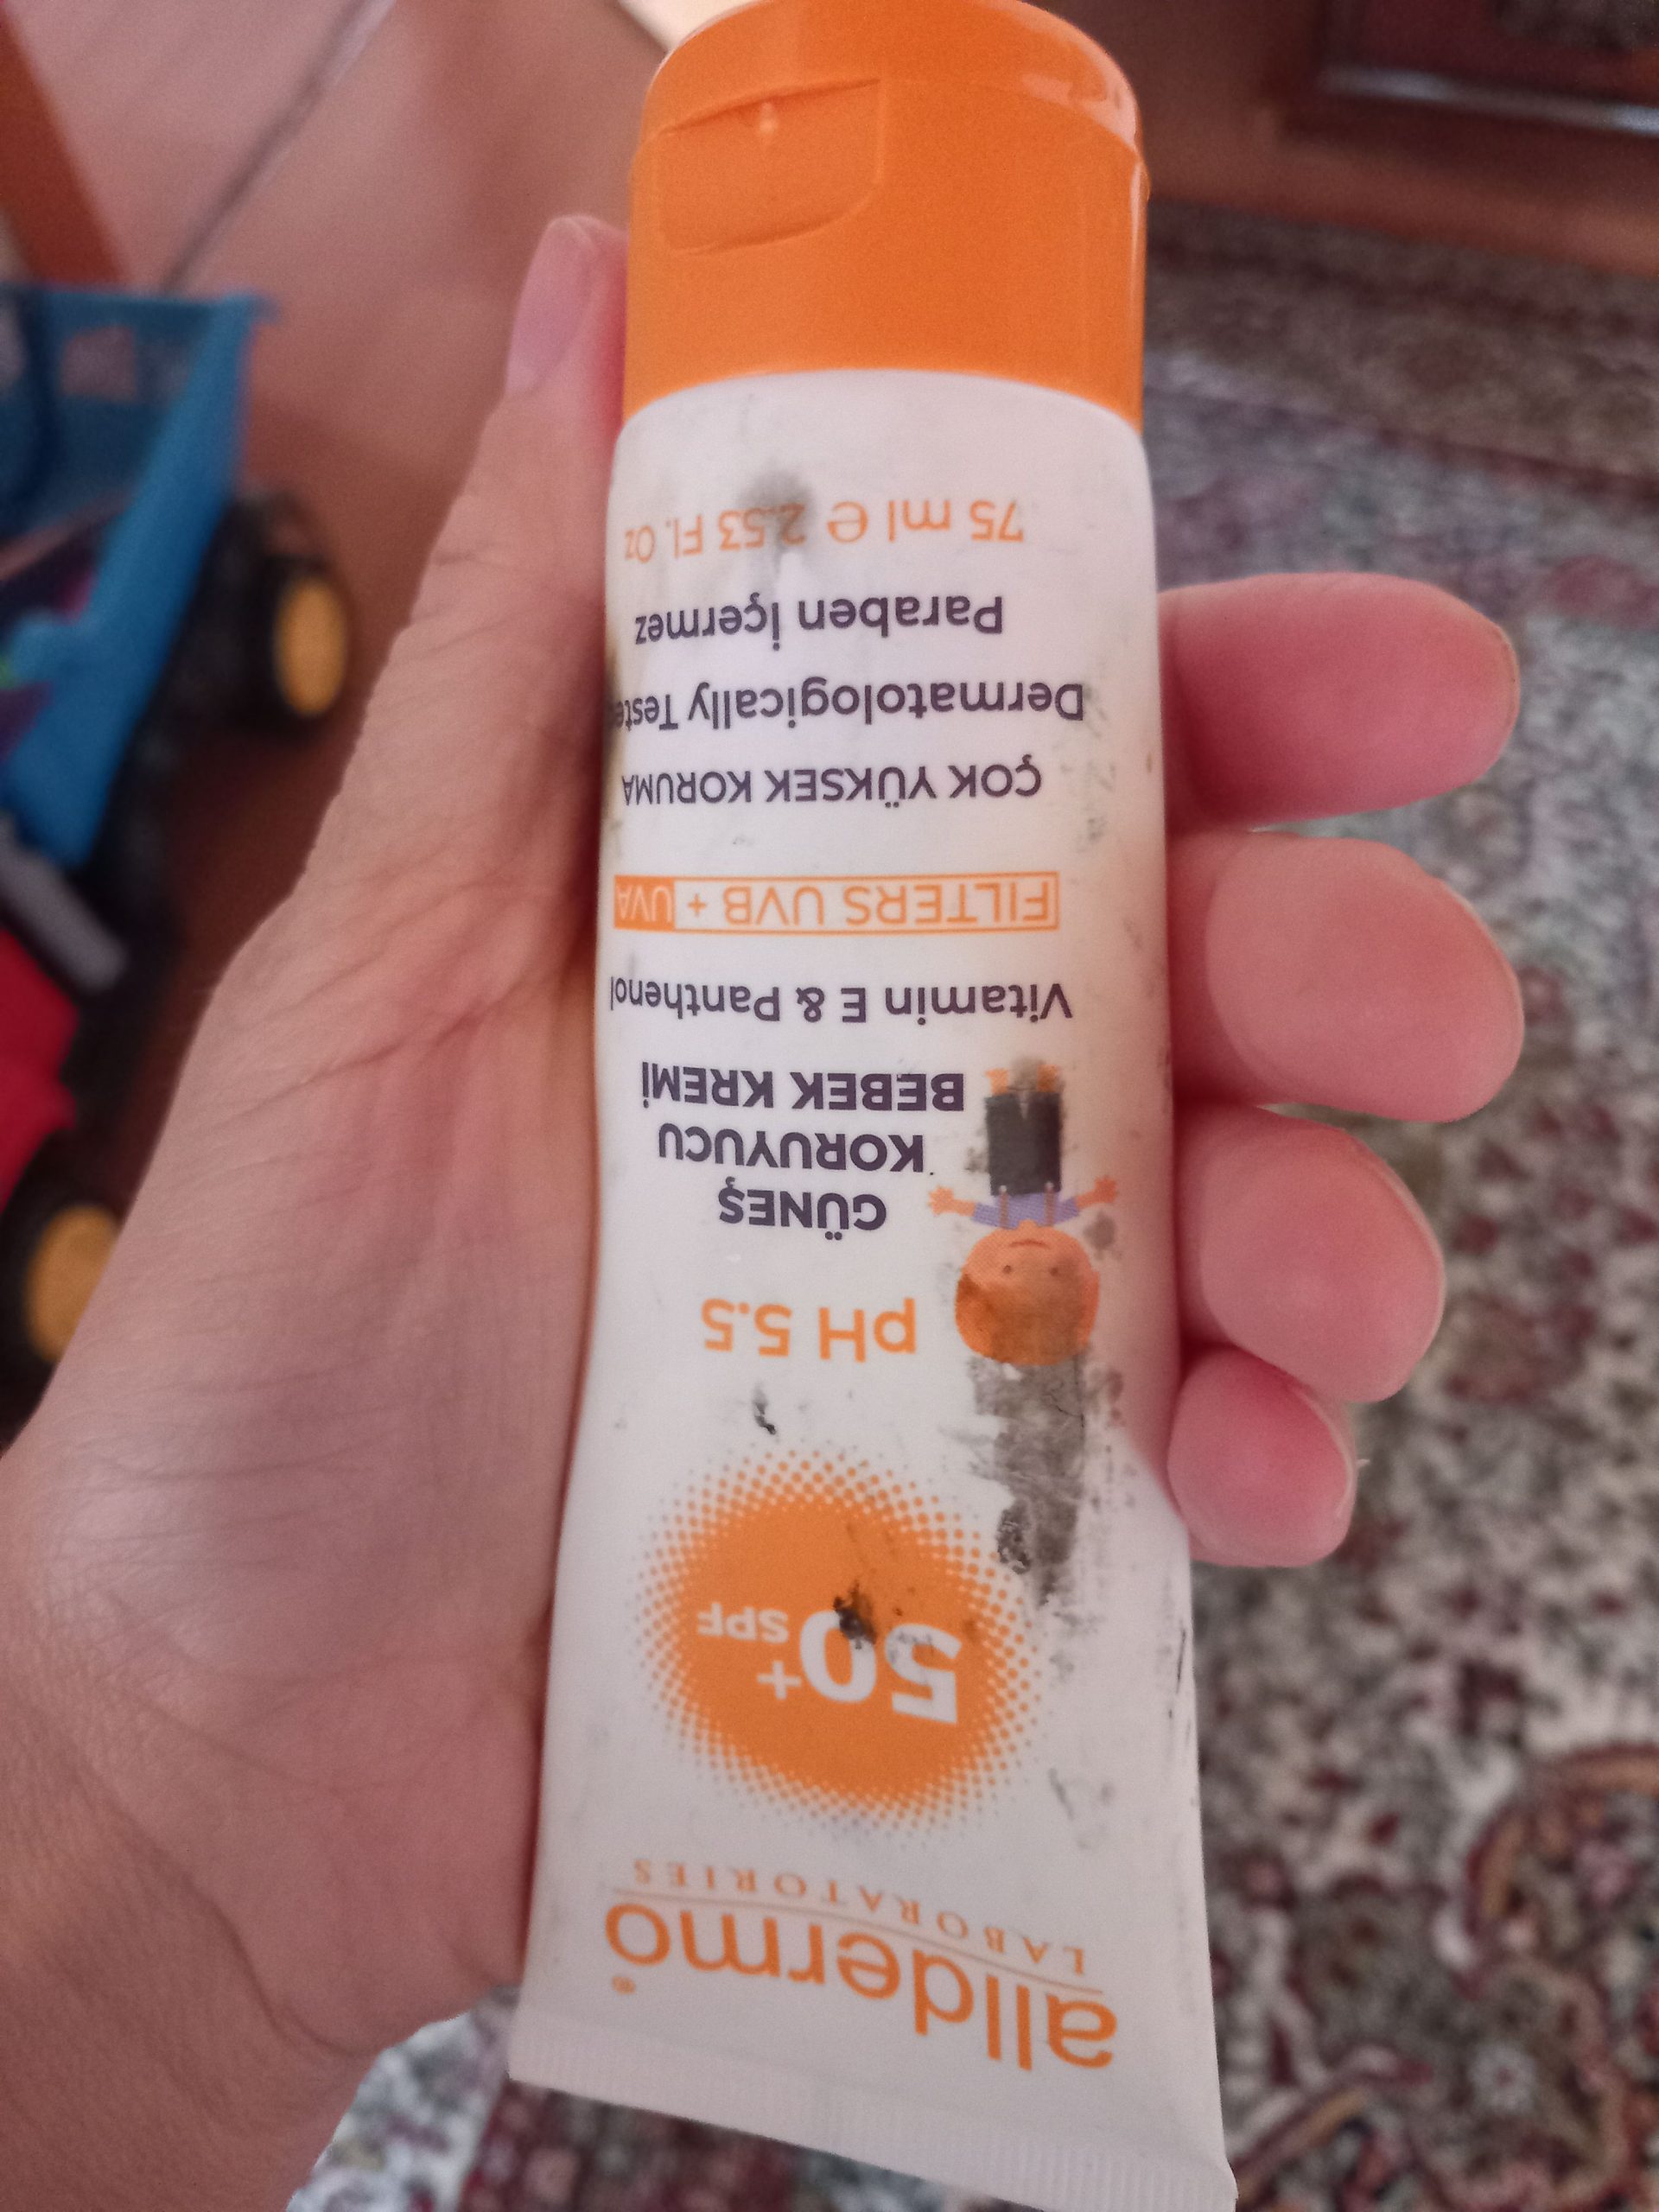 alldermo®
LABORATORIES
50+ SPF
pH 5.5
GÜNEŞ
KORUYUCU
BEBEK KREMİ
Vitamin E & Panthenol
FILTERS UVB + UVA
ÇOK YÜKSEK KORUMA
Dermatologically
Paraben İçermez
75 ml e 2.53 Fl. Oz